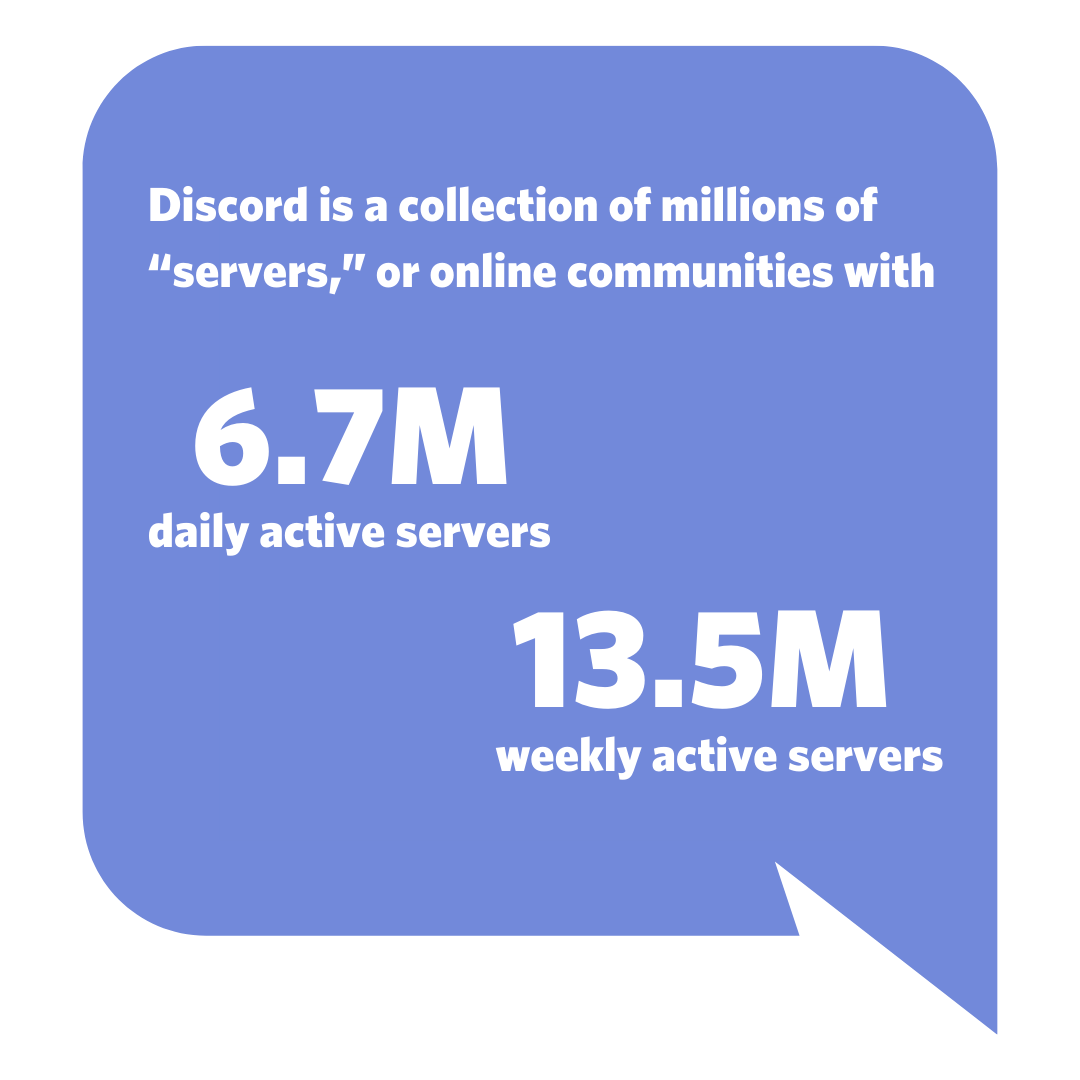 Discord is a collection of millions of
“servers,” or online communities with
6.7M
daily active servers
13.5M
weekly active servers